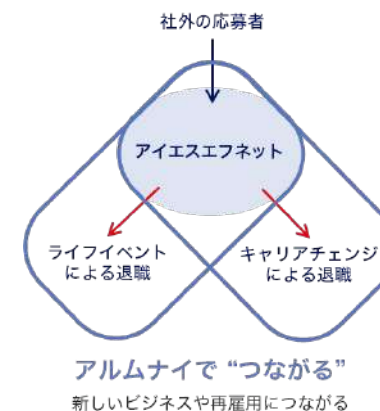 社外の応募者
アイエスエフネット
ライフイベント
による退職
キャリアチェンジ
による退職
アルムナイで “つながる”
新しいビジネスや再雇用につながる